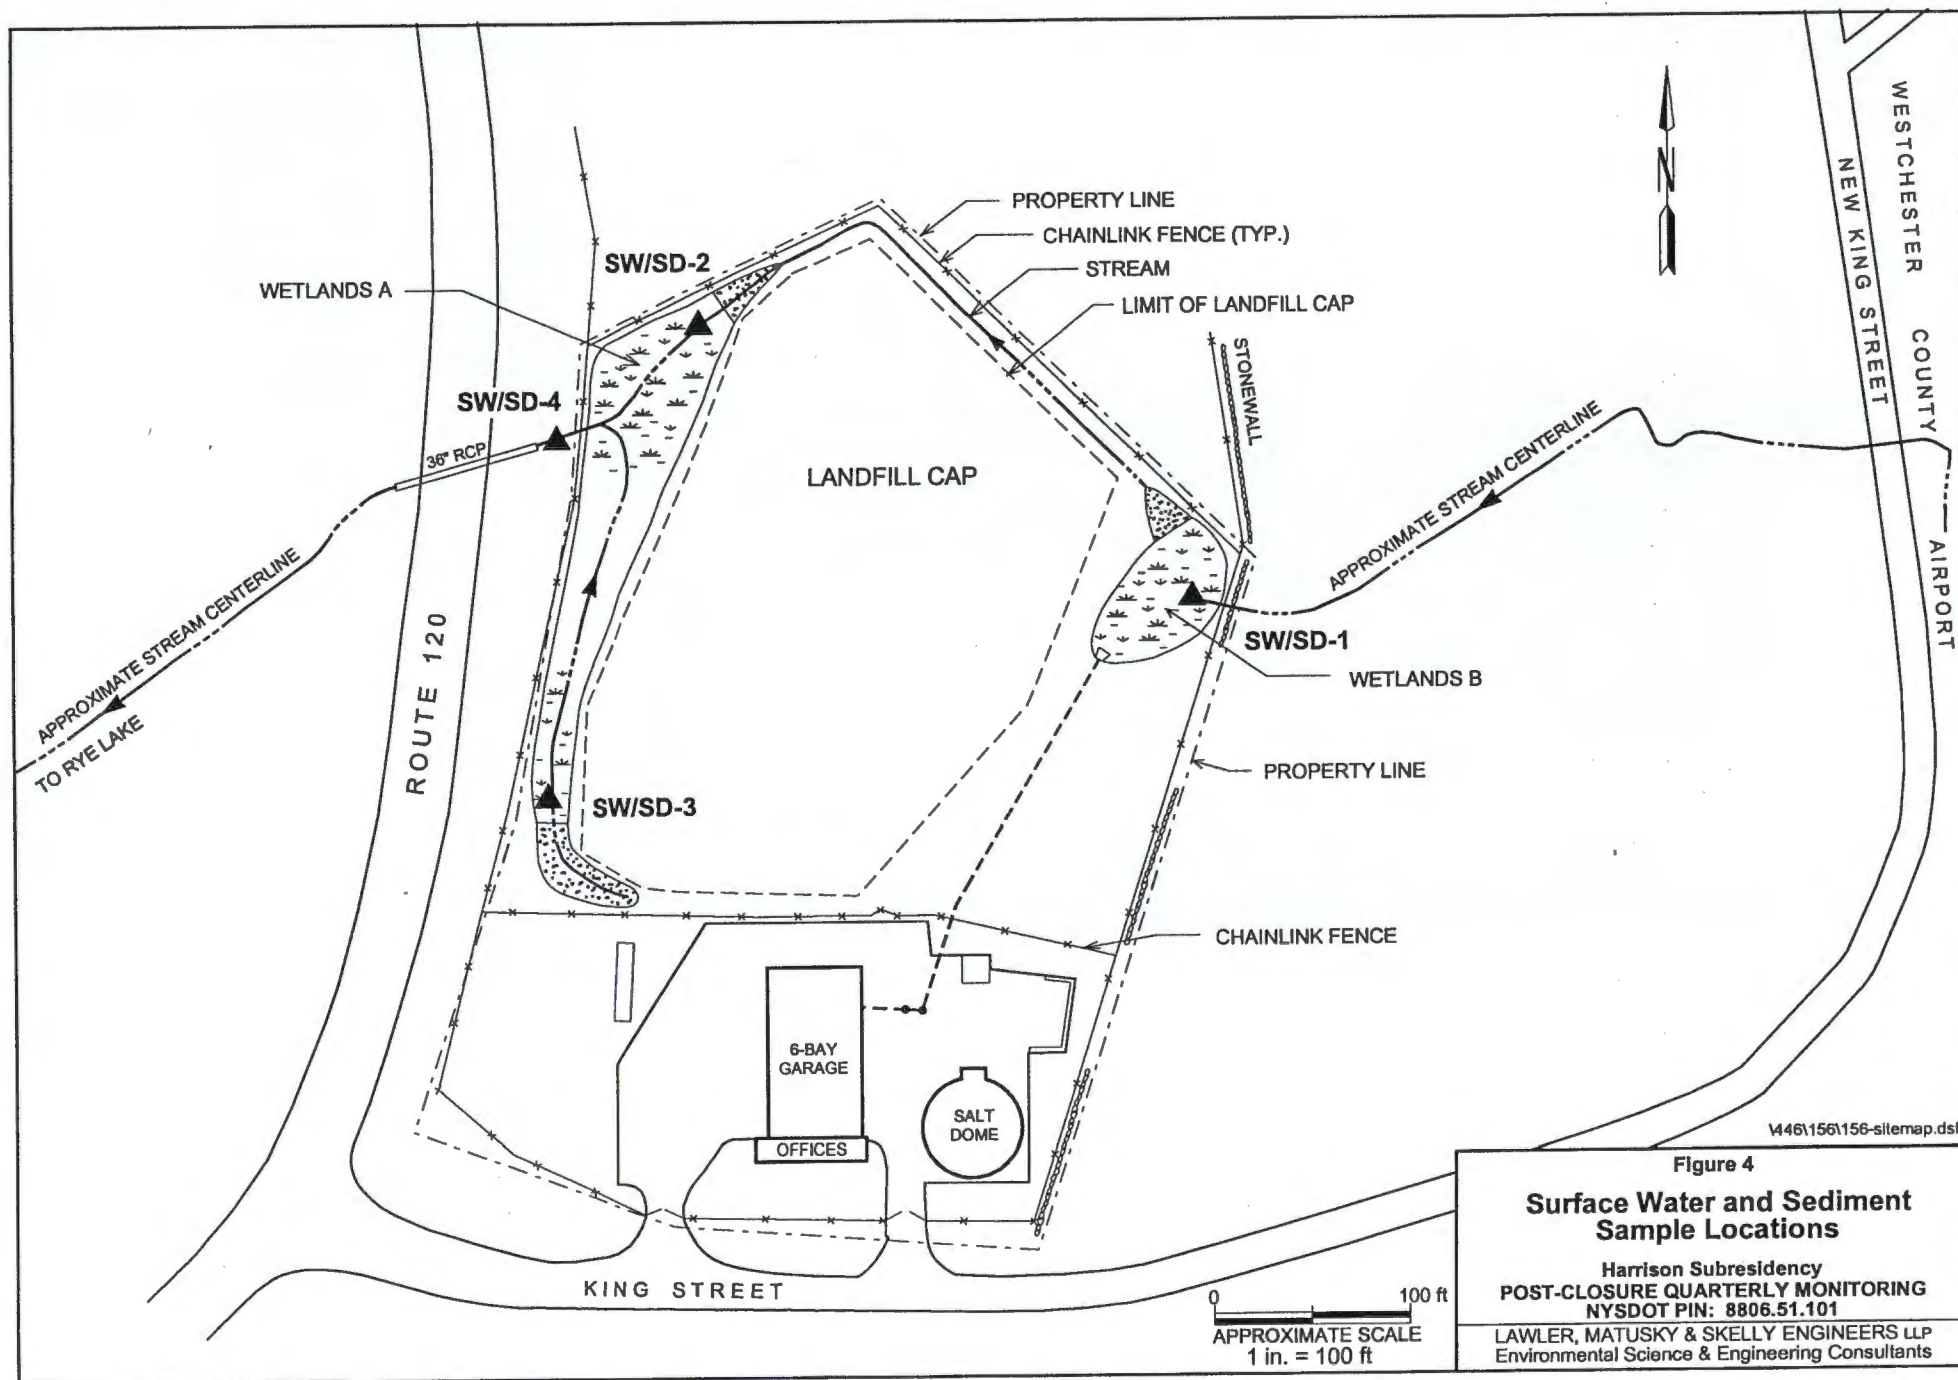 WESTCHESTER COUNTY AIRPORT
NEW KING STREET
N
PROPERTY LINE
CHAINLINK FENCE (TYP.)
STREAM
LIMIT OF LANDFILL CAP
SW/SD-2
WETLANDS A
STONEWALL
SW/SD-4
36" RCP
LANDFILL CAP
APPROXIMATE STREAM CENTERLINE
APPROXIMATE STREAM CENTERLINE
TO RYE LAKE
ROUTE 120
SW/SD-1
WETLANDS B
PROPERTY LINE
SW/SD-3
CHAINLINK FENCE
6-BAY
GARAGE
OFFICES
SALT
DOME
KING STREET
0 100 ft
APPROXIMATE SCALE
1 in. = 100 ft
\446\156\156-sitemap.dsf
Figure 4
Surface Water and Sediment
Sample Locations
Harrison Subresidency
POST-CLOSURE QUARTERLY MONITORING
NYSDOT PIN: 8806.51.101
LAWLER, MATUSKY & SKELLY ENGINEERS LLP
Environmental Science & Engineering Consultants